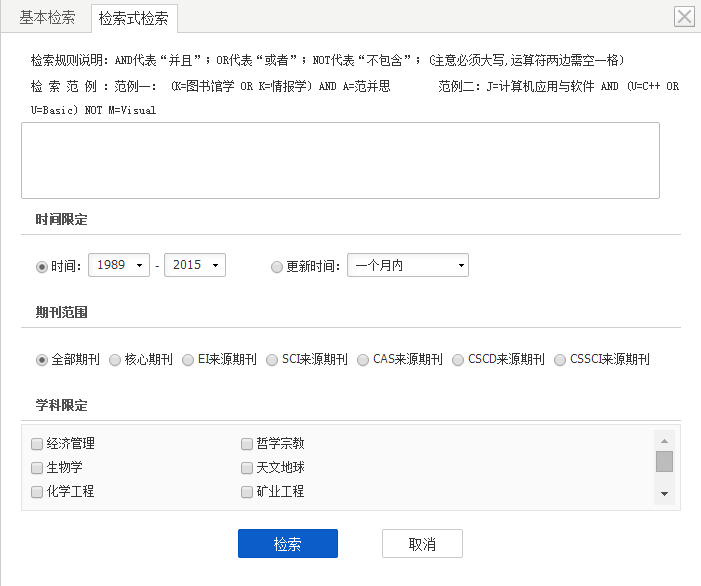 基本检索 检索式检索
检索规则说明：AND代表“并且”；OR代表“或者”；NOT代表“不包含”；(注意必须大写,运算符两边需空一格)
检 索 范 例 ：范例一： (K=图书馆学 OR K=情报学) AND A=范并思 范例二：J=计算机应用与软件 AND (U=C++ OR
U=Basic) NOT M=Visual
时间限定
时间： 1989 - 2015 更新时间： 一个月内
期刊范围
全部期刊 核心期刊 EI来源期刊 SCI来源期刊 CAS来源期刊 CSCD来源期刊 CSSCI来源期刊
学科限定
经济管理 哲学宗教
生物学 天文地球
化学工程 矿业工程
检索 取消